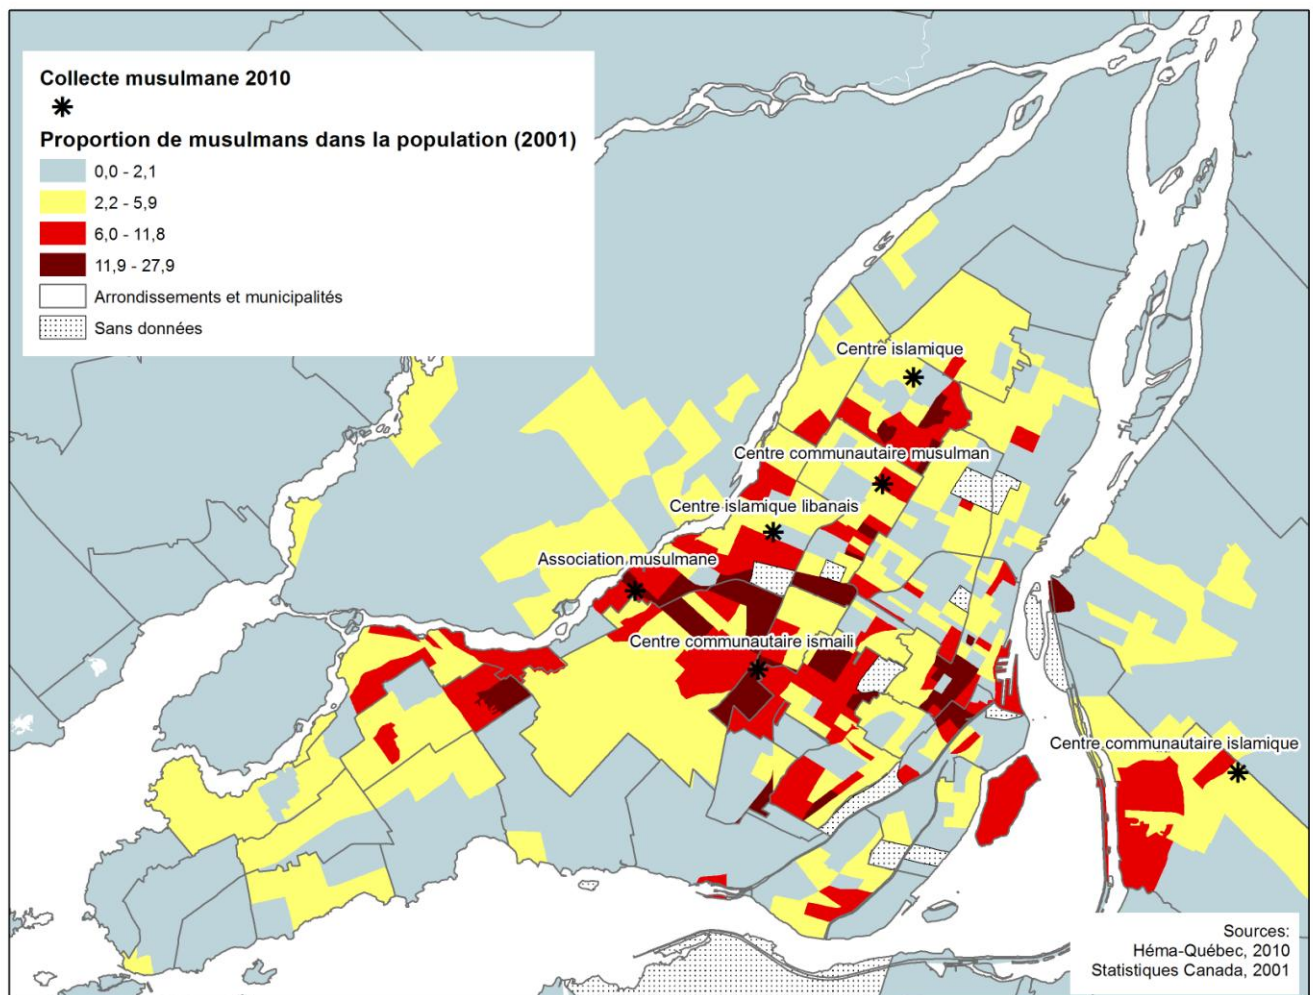 Collecte musulmane 2010
Proportion de musulmans dans la population (2001)
0,0 - 2,1
2,2 - 5,9
6,0 - 11,8
11,9 - 27,9
Arrondissements et municipalités
Sans données
Centre islamique
Centre communautaire musulman
Centre islamique libanais
Association musulmane
Centre communautaire ismaili
Centre communautaire islamique
Sources:
Héma-Québec, 2010
Statistiques Canada, 2001